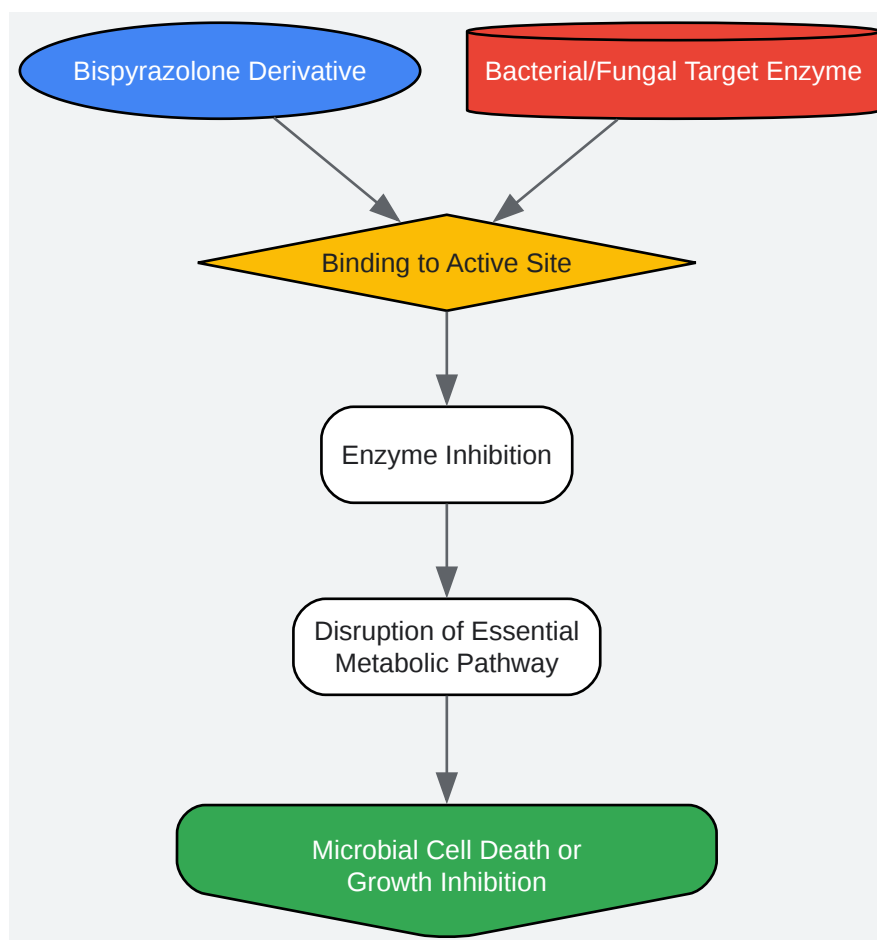 Bispyrazolone Derivative
Bacterial/Fungal Target Enzyme
Binding to Active Site
Enzyme Inhibition
Disruption of Essential
Metabolic Pathway
Microbial Cell Death or
Growth Inhibition